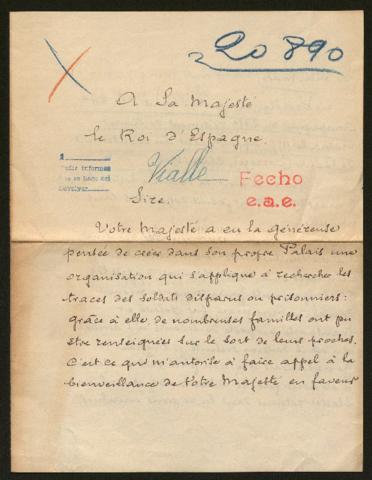 20890
A Sa Majesté
le Roi d'Espagne
1
Pedir informes
Vialle
Fecho
e.a.e.
Sire,
Votre Majesté a eu la généreuse
pensée de créer dans son propre Palais une
organisation qui s'applique à rechercher les
traces des soldats disparus ou prisonniers :
grâce à elle de nombreuses familles ont pu
être renseignées sur le sort de leurs proches.
C'est ce qui m'autorise à faire appel à la
bienveillance de Votre Majesté en faveur